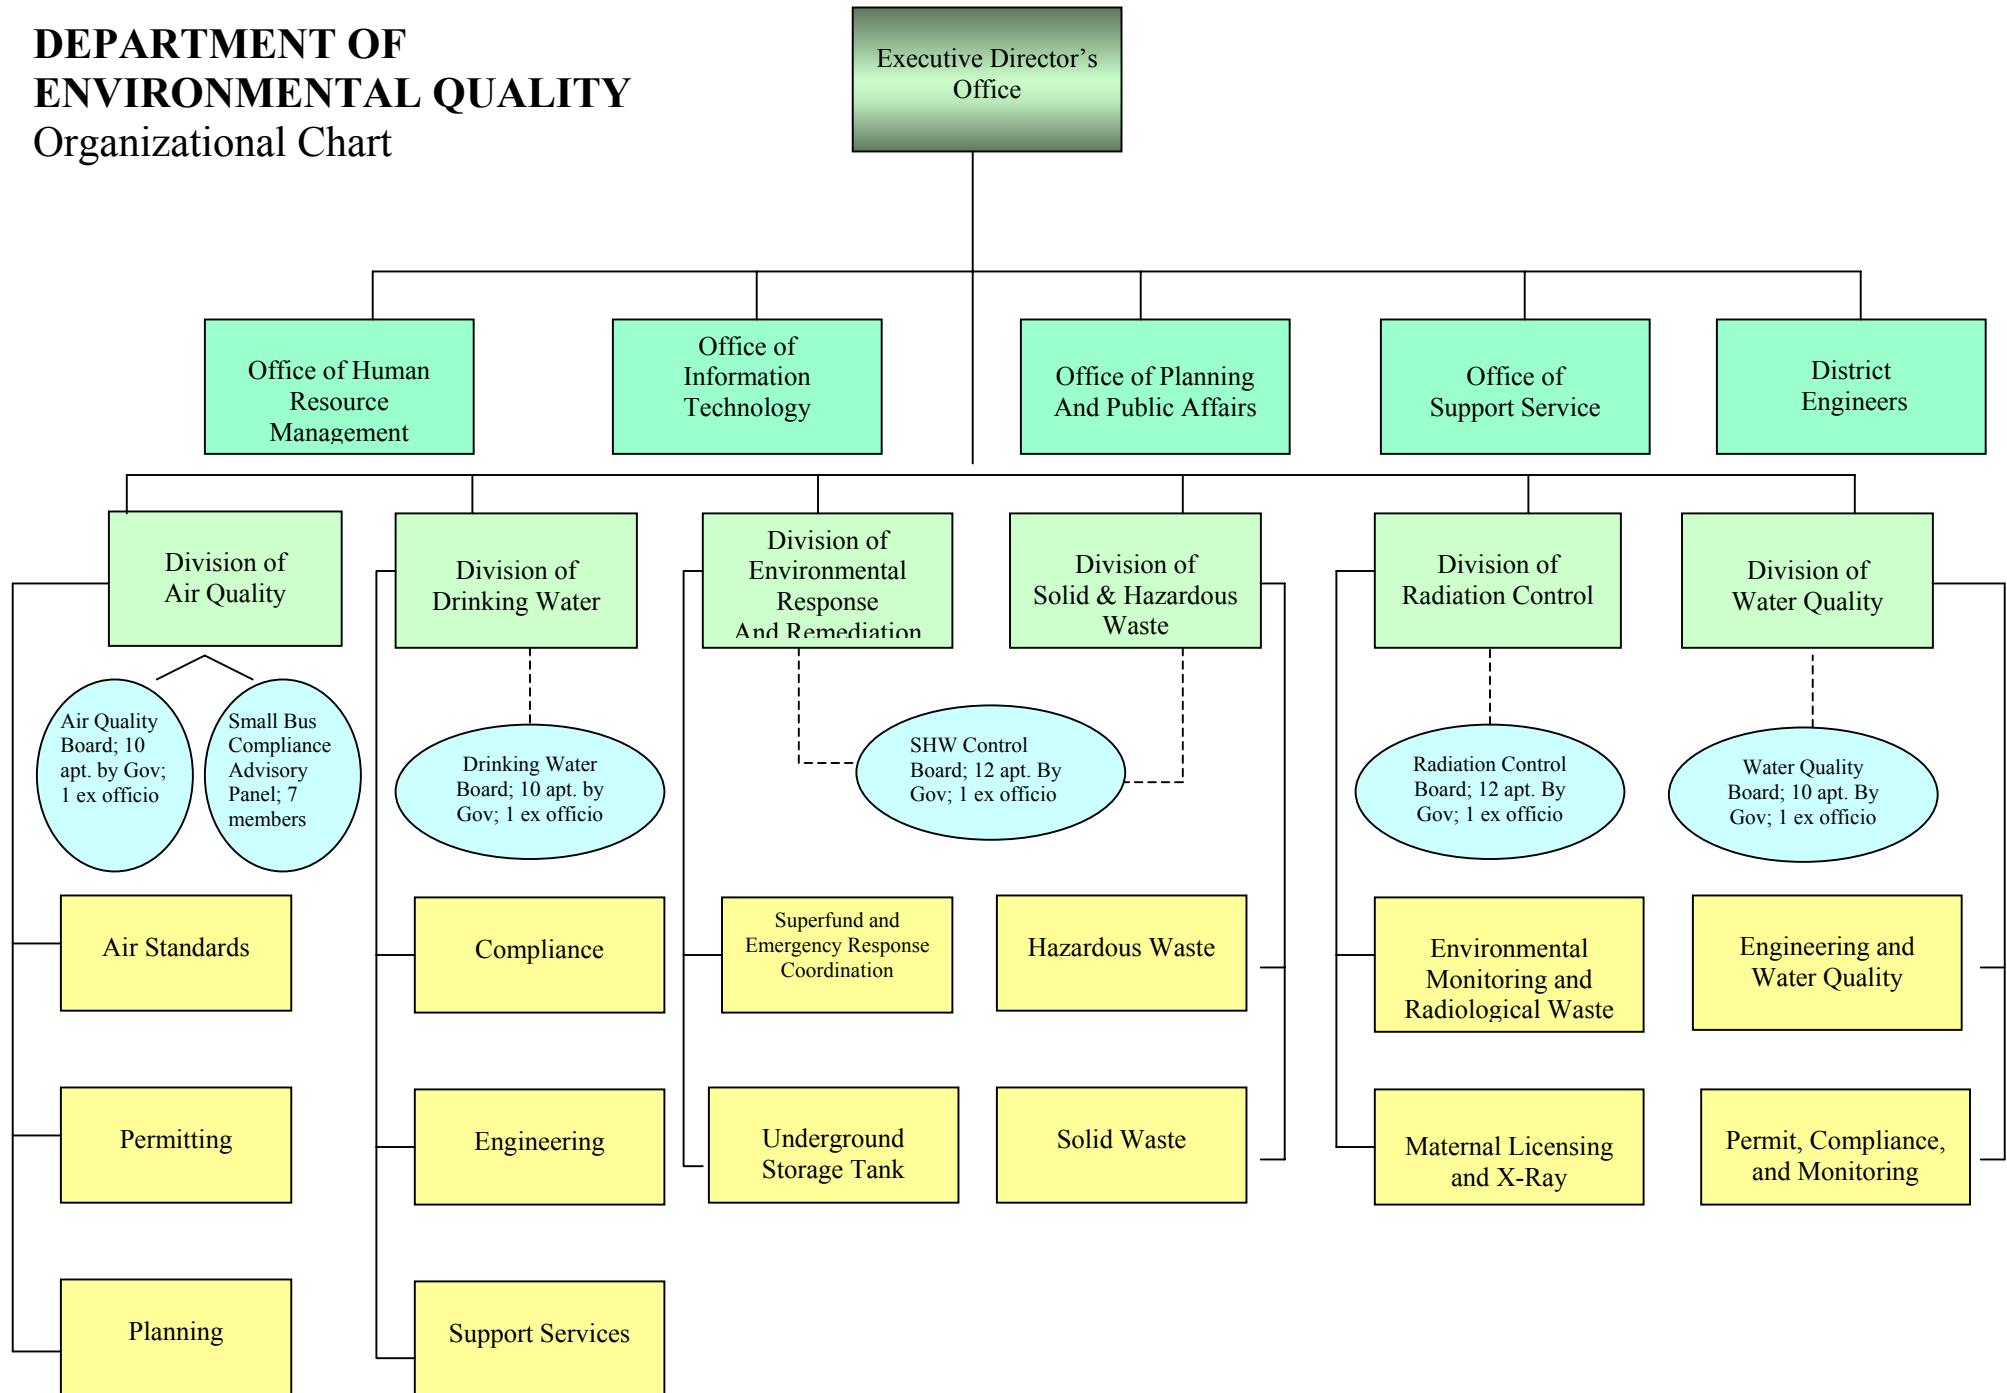 DEPARTMENT OF
ENVIRONMENTAL QUALITY
Organizational Chart
Executive Director’s
Office
Office of Human
Resource
Management
Office of
Information
Technology
Office of Planning
And Public Affairs
Office of
Support Service
District
Engineers
Division of
Air Quality
Division of
Drinking Water
Division of
Environmental
Response
And Remediation
Division of
Solid & Hazardous
Waste
Division of
Radiation Control
Division of
Water Quality
Air Quality
Board; 10
apt. by Gov;
1 ex officio
Small Bus
Compliance
Advisory
Panel; 7
members
Drinking Water
Board; 10 apt. by
Gov; 1 ex officio
SHW Control
Board; 12 apt. By
Gov; 1 ex officio
Radiation Control
Board; 12 apt. By
Gov; 1 ex officio
Water Quality
Board; 10 apt. By
Gov; 1 ex officio
Air Standards
Compliance
Superfund and
Emergency Response
Coordination
Hazardous Waste
Environmental
Monitoring and
Radiological Waste
Engineering and
Water Quality
Permitting
Engineering
Underground
Storage Tank
Solid Waste
Maternal Licensing
and X-Ray
Permit, Compliance,
and Monitoring
Planning
Support Services